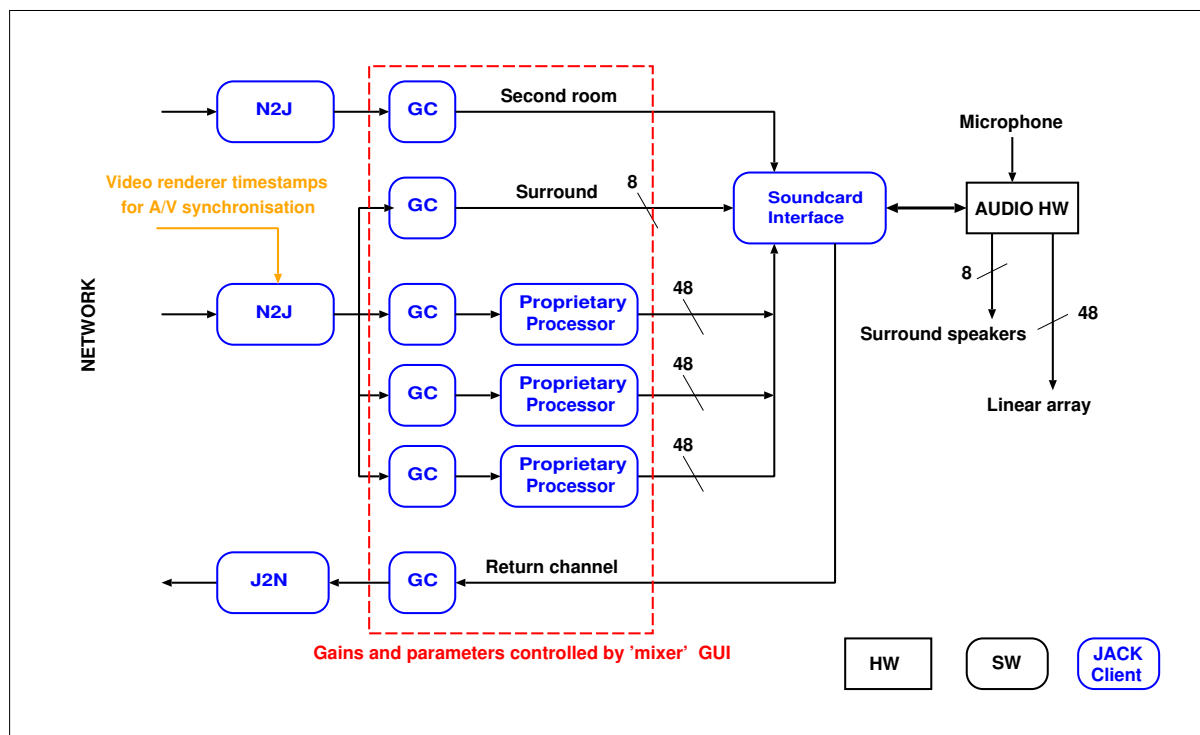 N2J
GC
Second room
Microphone
Video renderer timestamps
for A/V synchronisation
GC
Surround
8
Soundcard
Interface
AUDIO HW
NETWORK
N2J
GC
Proprietary
Processor
48
8
48
Surround speakers
GC
Proprietary
Processor
48
Linear array
GC
Proprietary
Processor
48
J2N
GC
Return channel
Gains and parameters controlled by 'mixer' GUI
HW
SW
JACK
Client